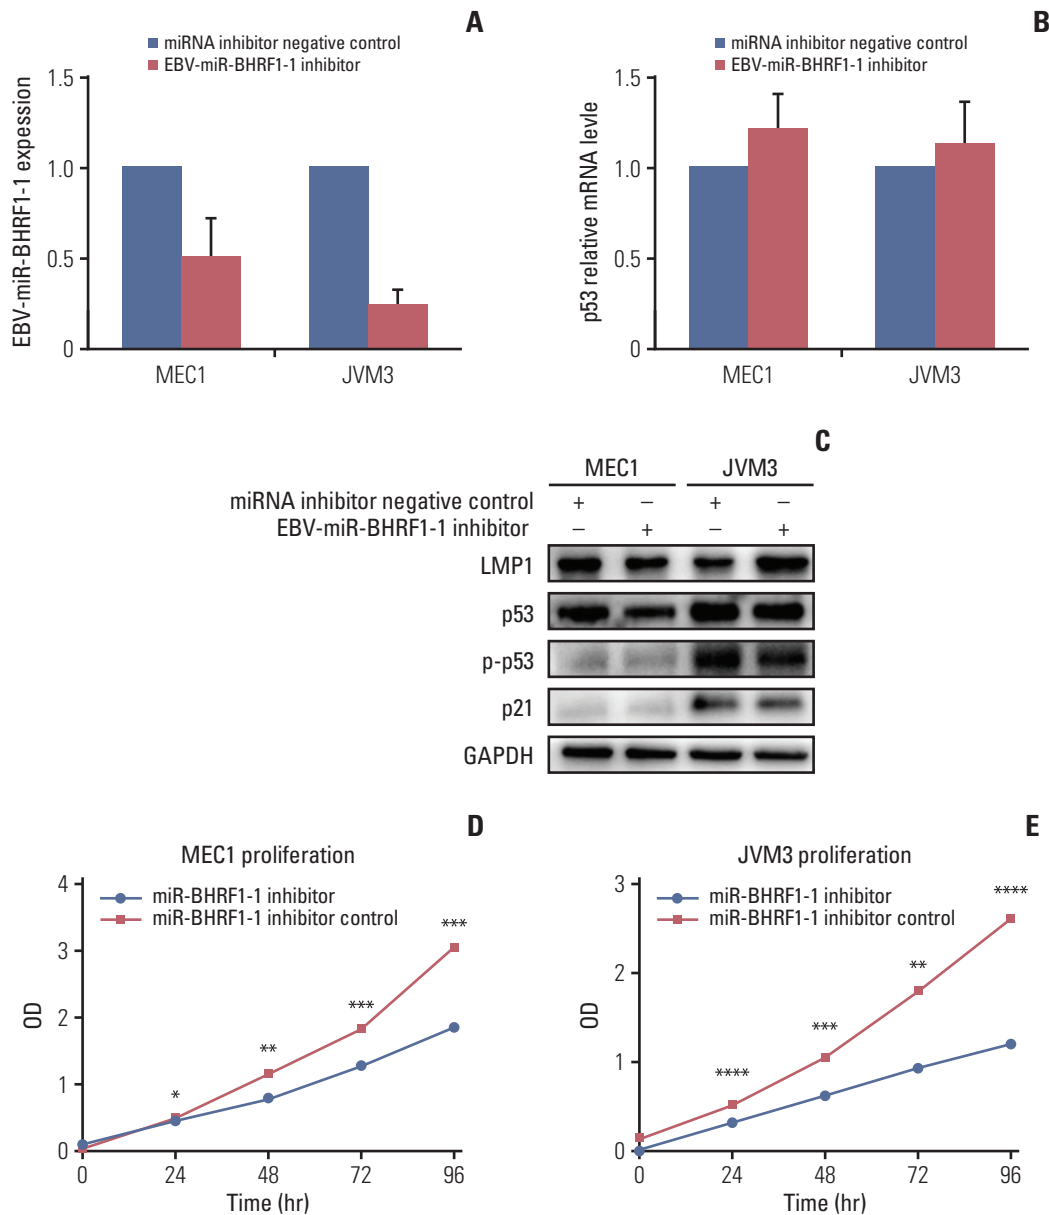 A
miRNA inhibitor negative control
EBV-miR-BHRF1-1 inhibitor
EBV-miR-BHRF1-1 expession
1.5
1.0
0.5
0
MEC1 JVM3
B
miRNA inhibitor negative control
EBV-miR-BHRF1-1 inhibitor
p53 relative mRNA levle
1.5
1.0
0.5
0
MEC1 JVM3
C
MEC1 JVM3
miRNA inhibitor negative control + − + −
EBV-miR-BHRF1-1 inhibitor − + − +
LMP1
p53
p-p53
p21
GAPDH
D
MEC1 proliferation
miR-BHRF1-1 inhibitor
miR-BHRF1-1 inhibitor control
OD
4
3
2
1
0
* ** *** ***
0 24 48 72 96
Time (hr)
E
JVM3 proliferation
miR-BHRF1-1 inhibitor
miR-BHRF1-1 inhibitor control
OD
3
2
1
0
**** *** ** ****
0 24 48 72 96
Time (hr)